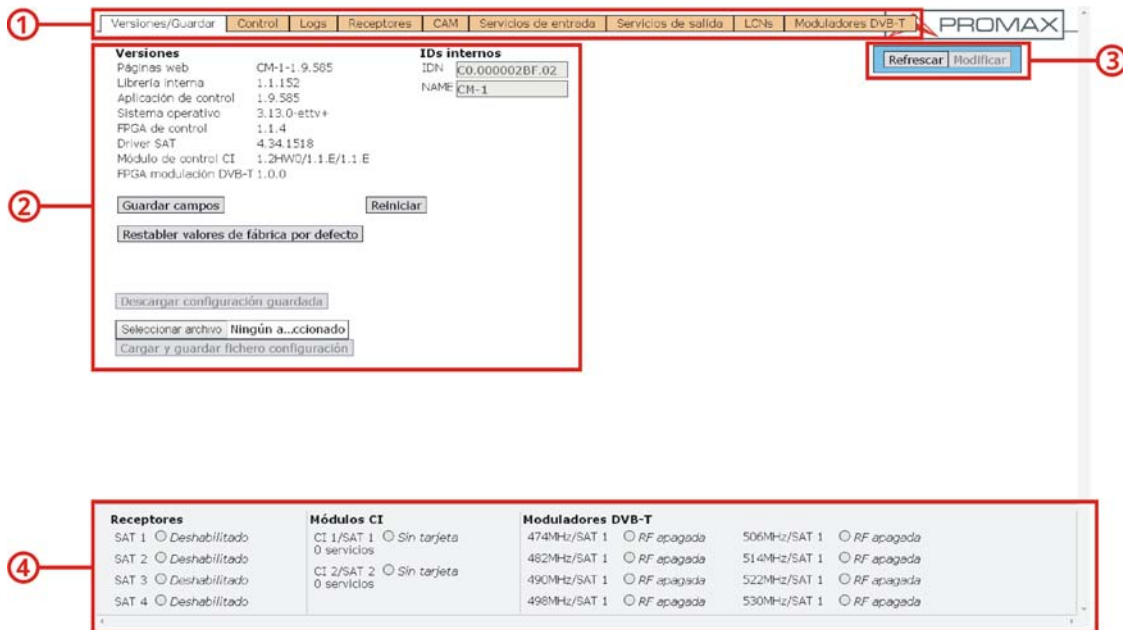 1
Versiones/Guardar Control Logs Receptores CAM Servicios de entrada Servicios de salida LCNs Moduladores DVB-T
PROMAX
Versiones
Páginas web CM-1-1.9.585
Librería interna 1.1.152
Aplicación de control 1.9.585
Sistema operativo 3.13.0-ettv+
FPGA de control 1.1.4
Driver SAT 4.34.1518
Módulo de control CI 1.2HW0/1.1.E/1.1.E
FPGA modulación DVB-T 1.0.0
IDs internos
IDN C0.000002BF.02
NAME CM-1
Refrescar Modificar
3
2
Guardar campos Reiniciar
Restabler valores de fábrica por defecto
Descargar configuración guardada
Seleccionar archivo Ningún a...ccionado
Cargar y guardar fichero configuración
4
Receptores
SAT 1 Deshabilitado
SAT 2 Deshabilitado
SAT 3 Deshabilitado
SAT 4 Deshabilitado
Módulos CI
CI 1/SAT 1 Sin tarjeta
0 servicios
CI 2/SAT 2 Sin tarjeta
0 servicios
Moduladores DVB-T
474MHz/SAT 1 RF apagada 506MHz/SAT 1 RF apagada
482MHz/SAT 1 RF apagada 514MHz/SAT 1 RF apagada
490MHz/SAT 1 RF apagada 522MHz/SAT 1 RF apagada
498MHz/SAT 1 RF apagada 530MHz/SAT 1 RF apagada